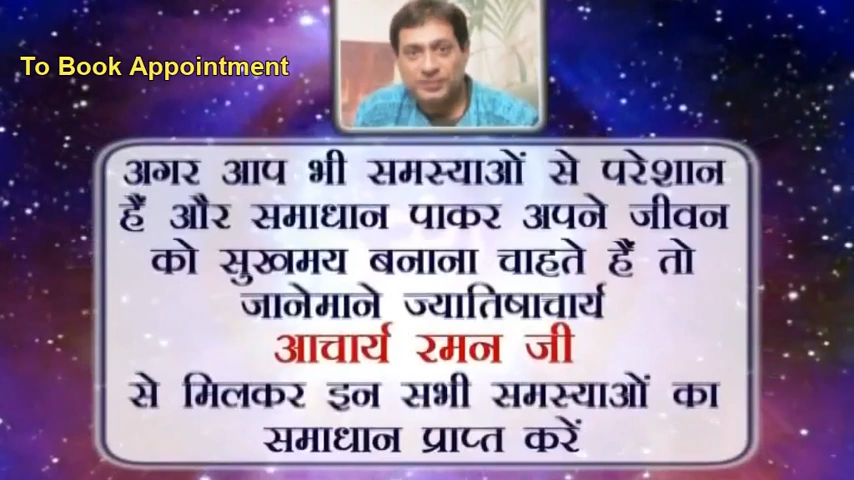 To Book Appointment
अगर आप भी समस्याओं से परेशान
हैं और समाधान पाकर अपने जीवन
को सुखमय बनाना चाहते हैं तो
जानेमाने ज्यातिषाचार्य
आचार्य रमन जी
से मिलकर इन सभी समस्याओं का
समाधान प्राप्त करें